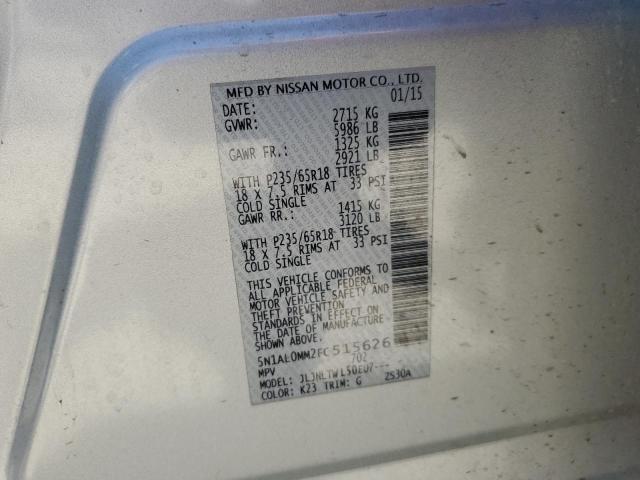 MFD BY NISSAN MOTOR CO., LTD.
DATE: 01/15
GVWR: 2715 KG
5986 LB
GAWR FR.: 1325 KG
2921 LB
WITH P235/65R18 TIRES
18 X 7.5 RIMS AT 33 PSI
COLD SINGLE
GAWR RR.: 1415 KG
3120 LB
WITH P235/65R18 TIRES
18 X 7.5 RIMS AT 33 PSI
COLD SINGLE
THIS VEHICLE CONFORMS TO
ALL APPLICABLE FEDERAL
MOTOR VEHICLE SAFETY AND
THEFT PREVENTION
STANDARDS IN EFFECT ON
THE DATE OF MANUFACTURE
SHOWN ABOVE.
5N1AL0MM2FC515626
MPV 702
MODEL: JLJNLTWL50EU7---
COLOR: K23 TRIM: G 2S30A